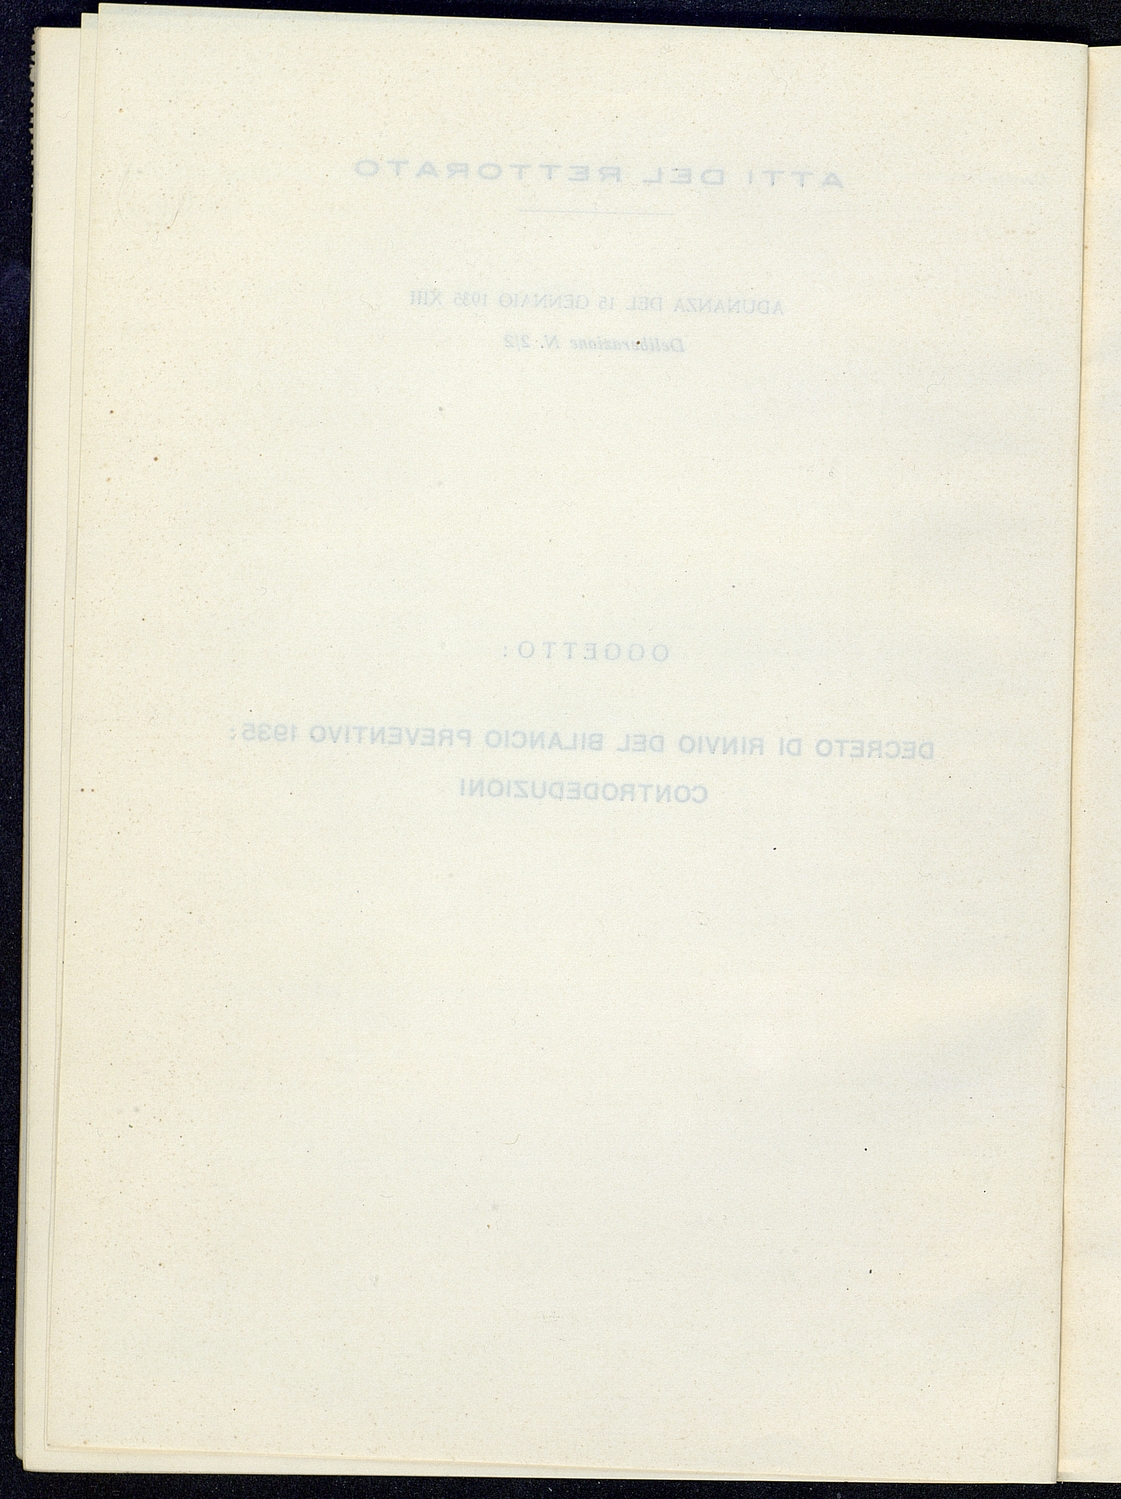 ATTI DEL RETTORATO
ADUNANZA DEL 15 GENNAIO 1935 XIII
Deliberazione N. 2/2
OGGETTO:
DECRETO DI RINVIO DEL BILANCIO PREVENTIVO 1935:
CONTRODEDUZIONI